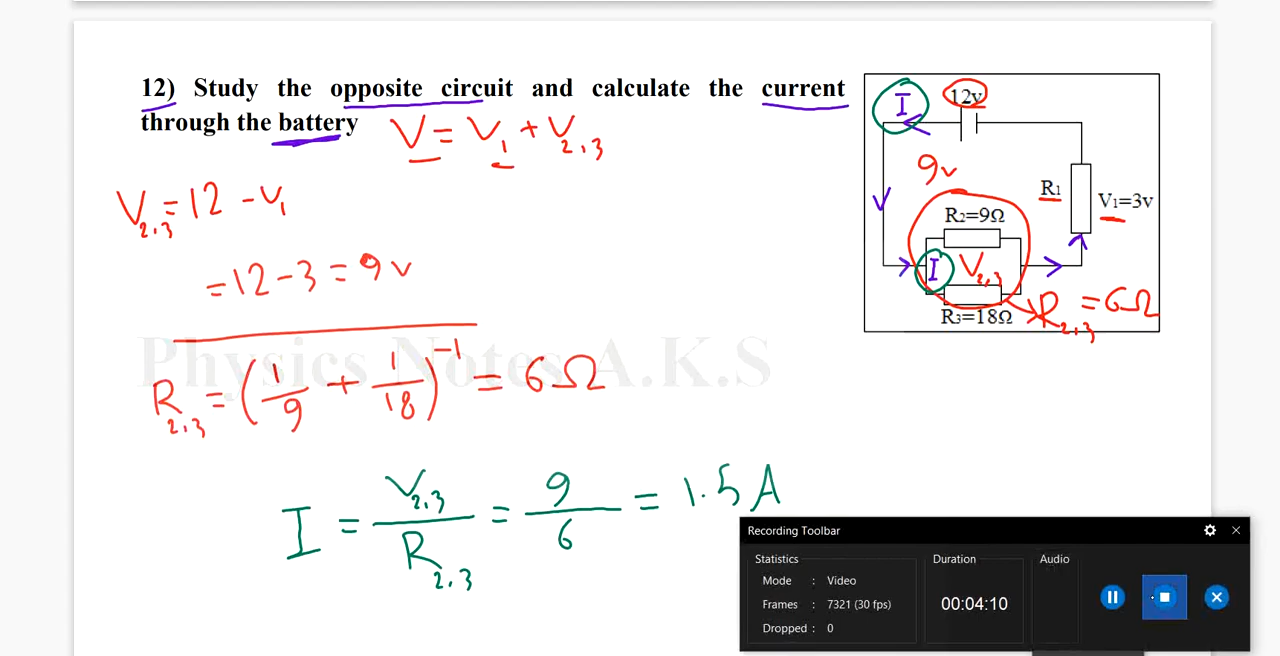 12) Study the opposite circuit and calculate the current
through the battery V = V1 + V2,3
V2,3 = 12 - V1
= 12 - 3 = 9 v
R2,3 = (1/9 + 1/18)^-1 = 6Ω
I = V2,3/R2,3 = 9/6 = 1.5 A
Physics Notes A.K.S
I
12v
9v
R1
V1=3v
R2=9Ω
I
V2,3
R3=18Ω
R2,3 = 6Ω
Recording Toolbar
Statistics
Mode : Video
Frames : 7321 (30 fps)
Dropped : 0
Duration
00:04:10
Audio